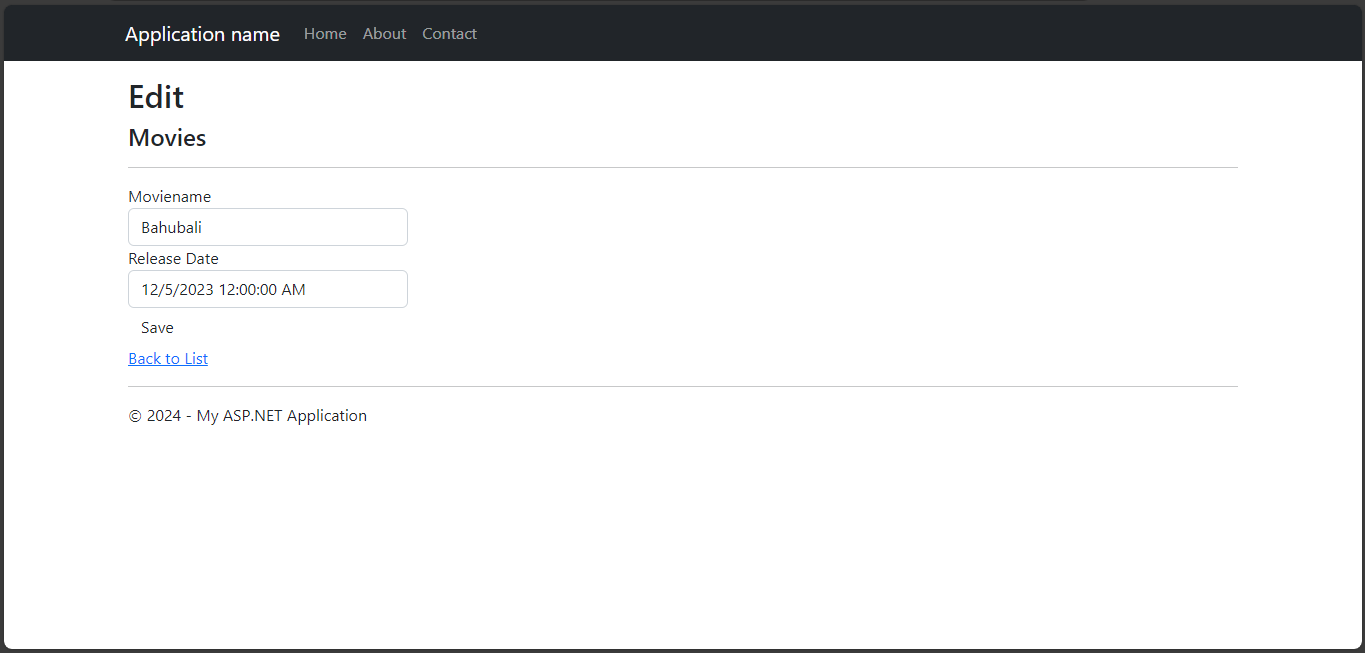 Application name Home About Contact
Edit
Movies
Moviename
Bahubali
Release Date
12/5/2023 12:00:00 AM
Save
Back to List
© 2024 - My ASP.NET Application